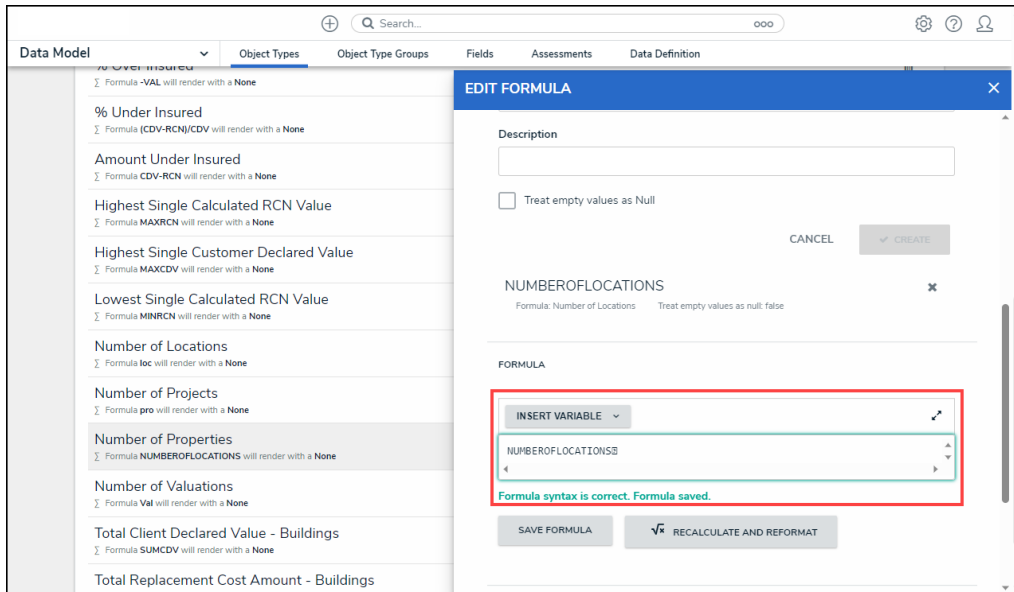 Search...
Data Model
Object Types
Object Type Groups
Fields
Assessments
Data Definition
% Over Insured
∑ Formula -VAL will render with a None
% Under Insured
∑ Formula (CDV-RCN)/CDV will render with a None
Amount Under Insured
∑ Formula CDV-RCN will render with a None
Highest Single Calculated RCN Value
∑ Formula MAXRCN will render with a None
Highest Single Customer Declared Value
∑ Formula MAXCDV will render with a None
Lowest Single Calculated RCN Value
∑ Formula MINRCN will render with a None
Number of Locations
∑ Formula loc will render with a None
Number of Projects
∑ Formula pro will render with a None
Number of Properties
∑ Formula NUMBEROFLOCATIONS will render with a None
Number of Valuations
∑ Formula Val will render with a None
Total Client Declared Value - Buildings
∑ Formula SUMCDV will render with a None
Total Replacement Cost Amount - Buildings
EDIT FORMULA
Description
Treat empty values as Null
CANCEL
✓ CREATE
NUMBEROFLOCATIONS
Formula: Number of Locations Treat empty values as null: false
FORMULA
INSERT VARIABLE
NUMBEROFLOCATIONS
Formula syntax is correct. Formula saved.
SAVE FORMULA
√x RECALCULATE AND REFORMAT